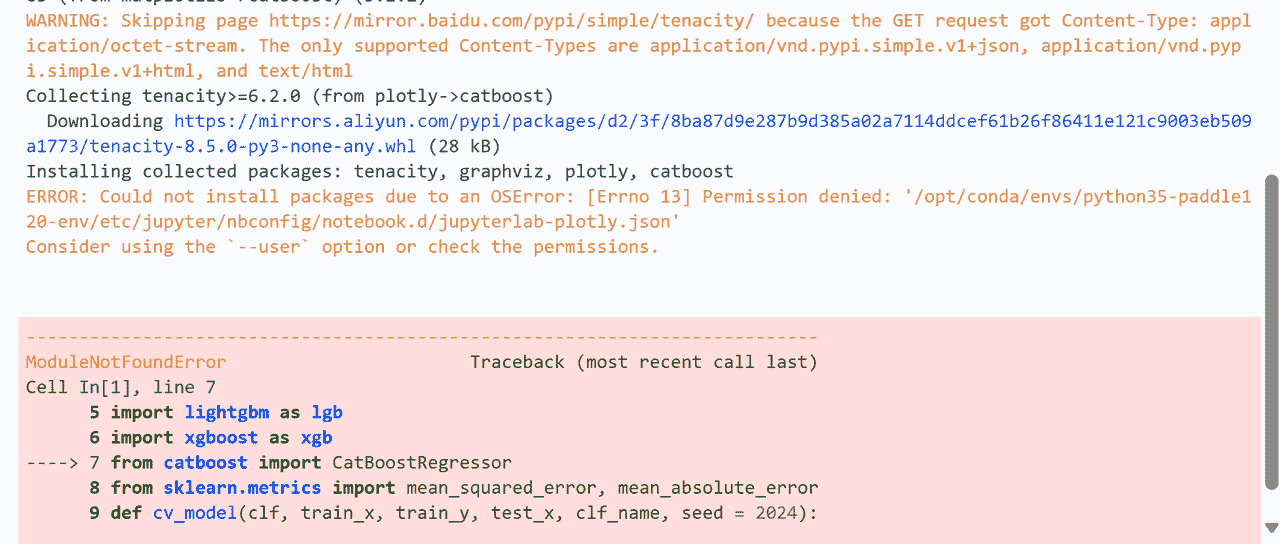 WARNING: Skipping page https://mirror.baidu.com/pypi/simple/tenacity/ because the GET request got Content-Type: appl
ication/octet-stream. The only supported Content-Types are application/vnd.pypi.simple.v1+json, application/vnd.pyp
i.simple.v1+html, and text/html
Collecting tenacity>=6.2.0 (from plotly->catboost)
  Downloading https://mirrors.aliyun.com/pypi/packages/d2/3f/8ba87d9e287b9d385a02a7114ddcef61b26f86411e121c9003eb509
a1773/tenacity-8.5.0-py3-none-any.whl (28 kB)
Installing collected packages: tenacity, graphviz, plotly, catboost
ERROR: Could not install packages due to an OSError: [Errno 13] Permission denied: '/opt/conda/envs/python35-paddle1
20-env/etc/jupyter/nbconfig/notebook.d/jupyterlab-plotly.json'
Consider using the `--user` option or check the permissions.
---------------------------------------------------------------------------
ModuleNotFoundError                       Traceback (most recent call last)
Cell In[1], line 7
      5 import lightgbm as lgb
      6 import xgboost as xgb
----> 7 from catboost import CatBoostRegressor
      8 from sklearn.metrics import mean_squared_error, mean_absolute_error
      9 def cv_model(clf, train_x, train_y, test_x, clf_name, seed = 2024):